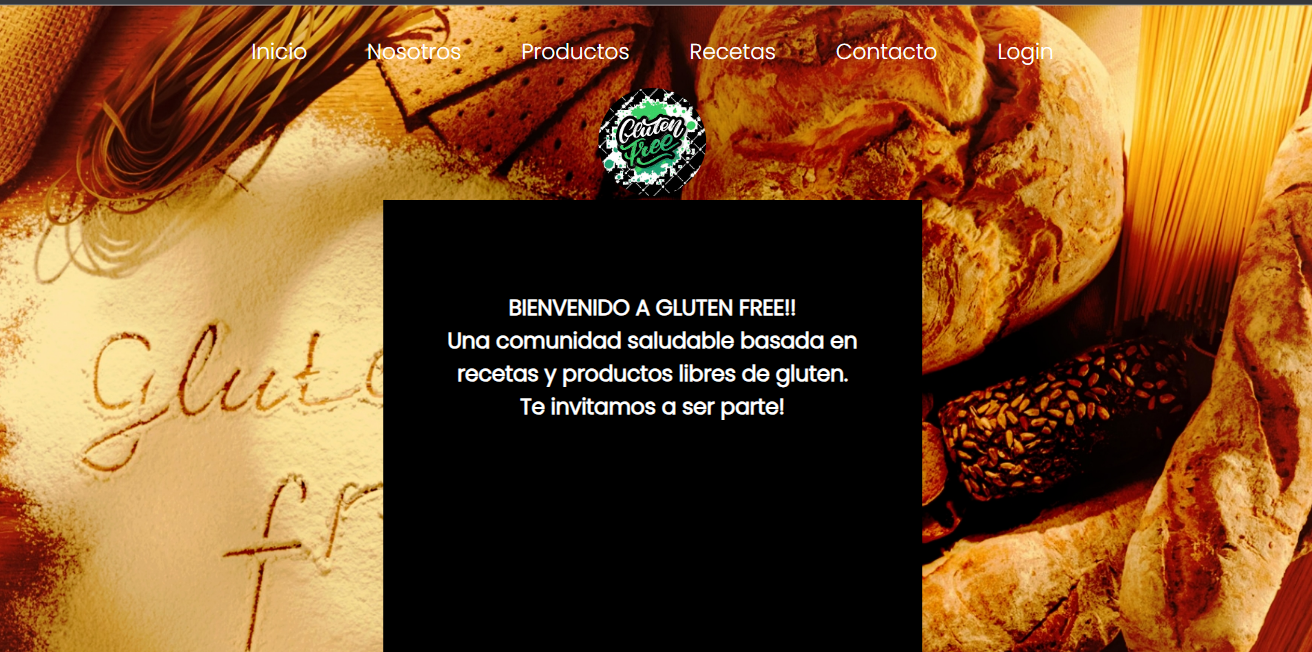 Inicio Nosotros Productos Recetas Contacto Login
Gluten
Free
BIENVENIDO A GLUTEN FREE!!
Una comunidad saludable basada en
recetas y productos libres de gluten.
Te invitamos a ser parte!
Glut
fr